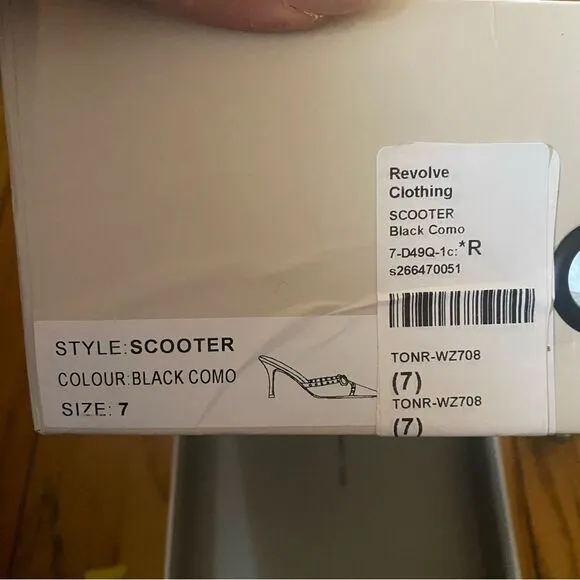 STYLE:SCOOTER
COLOUR:BLACK COMO
SIZE: 7
Revolve
Clothing
SCOOTER
Black Como
7-D49Q-1c:*R
s266470051
TONR-WZ708
(7)
TONR-WZ708
(7)